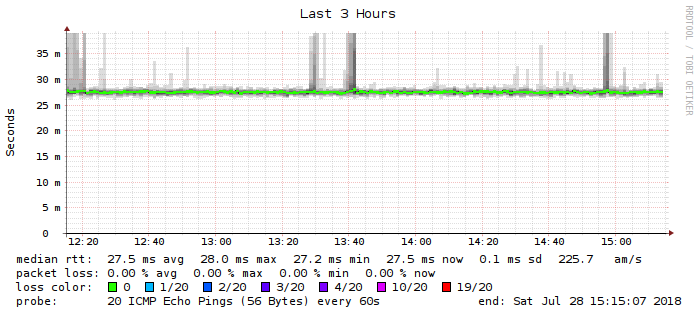 Last 3 Hours
RRDTOOL / TOBI OETIKER
Seconds
35 m
30 m
25 m
20 m
15 m
10 m
5 m
0
12:20 12:40 13:00 13:20 13:40 14:00 14:20 14:40 15:00
median rtt: 27.5 ms avg 28.0 ms max 27.2 ms min 27.5 ms now 0.1 ms sd 225.7 am/s
packet loss: 0.00 % avg 0.00 % max 0.00 % min 0.00 % now
loss color: 0 1/20 2/20 3/20 4/20 10/20 19/20
probe: 20 ICMP Echo Pings (56 Bytes) every 60s end: Sat Jul 28 15:15:07 2018